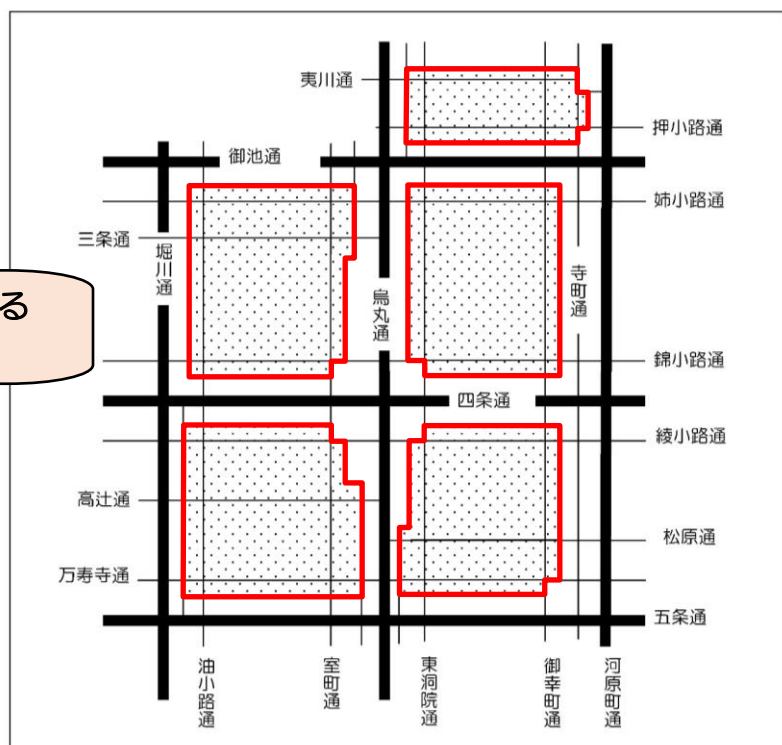 夷川通
押小路通
御池通
姉小路通
三条通
堀川通
烏丸通
寺町通
る
錦小路通
四条通
綾小路通
高辻通
松原通
万寿寺通
五条通
油小路通
室町通
東洞院通
御幸町通
河原町通